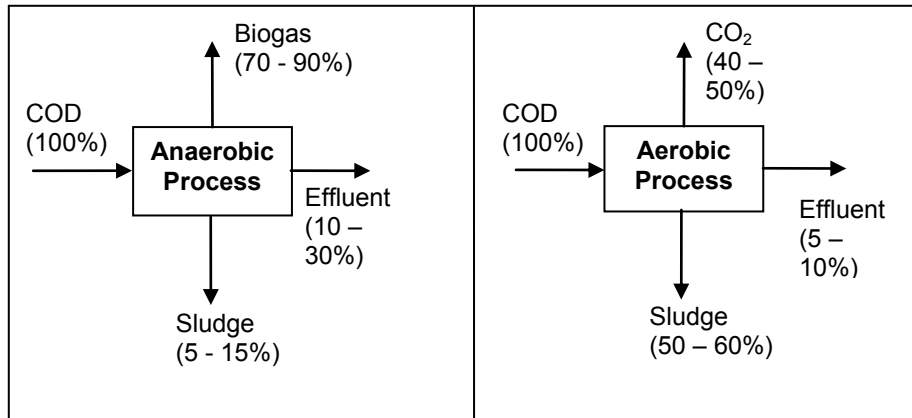 Biogas
(70 - 90%)
COD
(100%)
Anaerobic
Process
Effluent
(10 –
30%)
Sludge
(5 - 15%)
CO₂
(40 –
50%)
COD
(100%)
Aerobic
Process
Effluent
(5 –
10%)
Sludge
(50 – 60%)